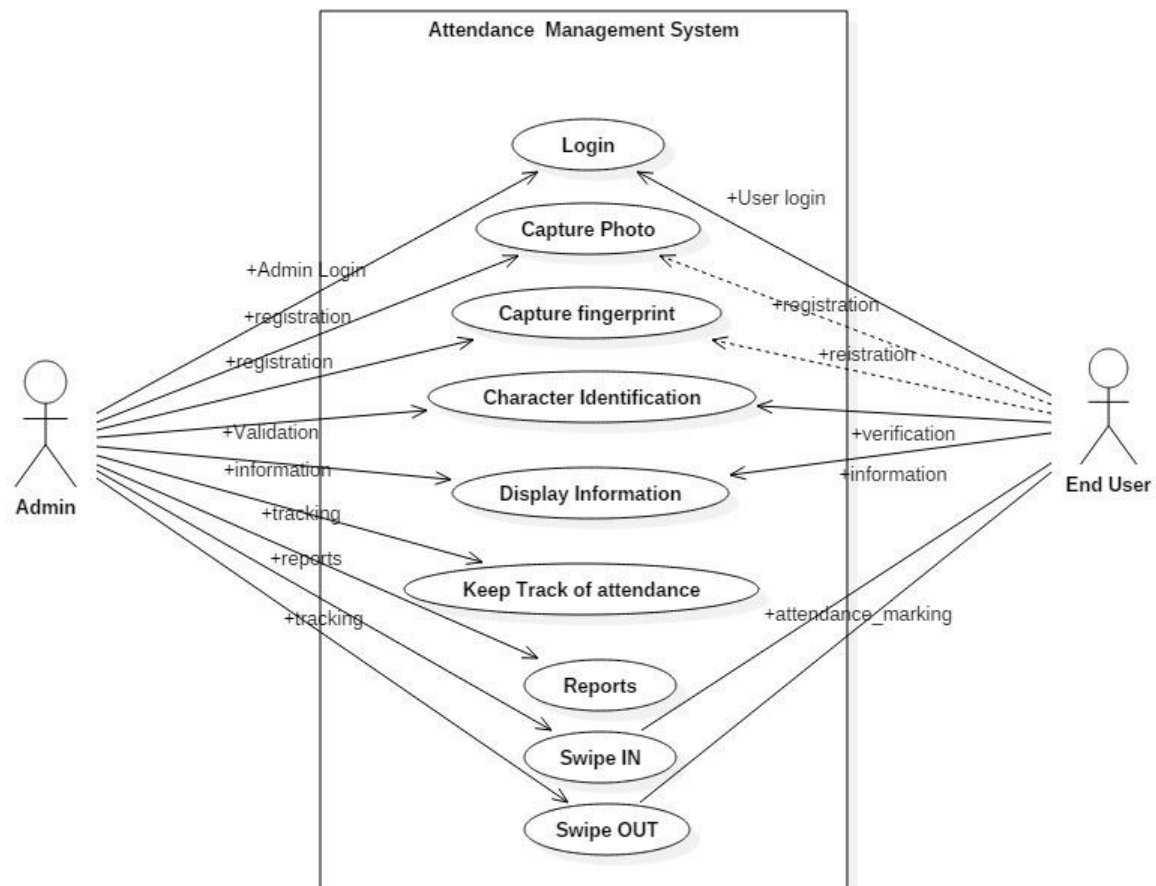 Attendance  Management System
Login
+User login
Capture Photo
+Admin Login
+registration
+registration
Capture fingerprint
+registration
+reistration
Character Identification
+Validation
+verification
+information
+information
Display Information
Admin
End User
+tracking
+reports
Keep Track of attendance
+tracking
+attendance_marking
Reports
Swipe IN
Swipe OUT